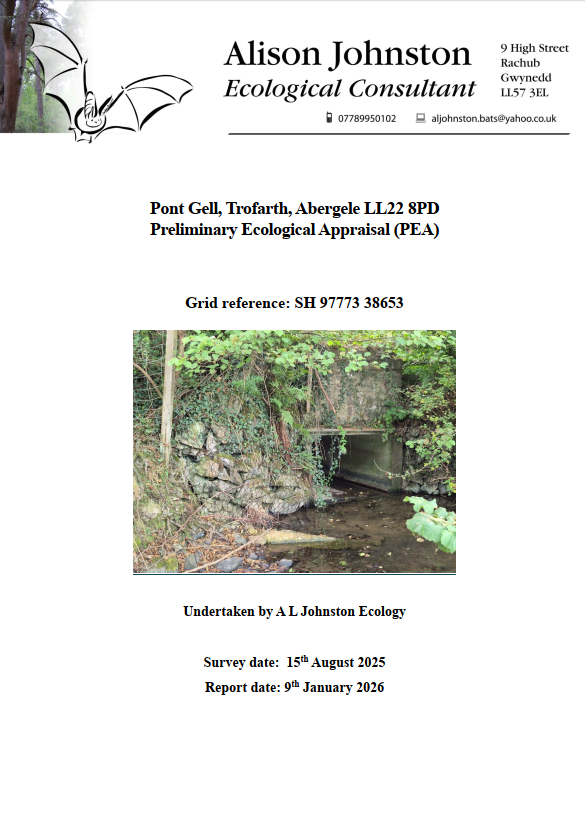 Alison Johnston
Ecological Consultant
9 High Street
Rachub
Gwynedd
LL57 3EL
07789950102 aljohnston.bats@yahoo.co.uk
Pont Gell, Trofarth, Abergele LL22 8PD
Preliminary Ecological Appraisal (PEA)
Grid reference: SH 97773 38653
Undertaken by A L Johnston Ecology
Survey date: 15th August 2025
Report date: 9th January 2026